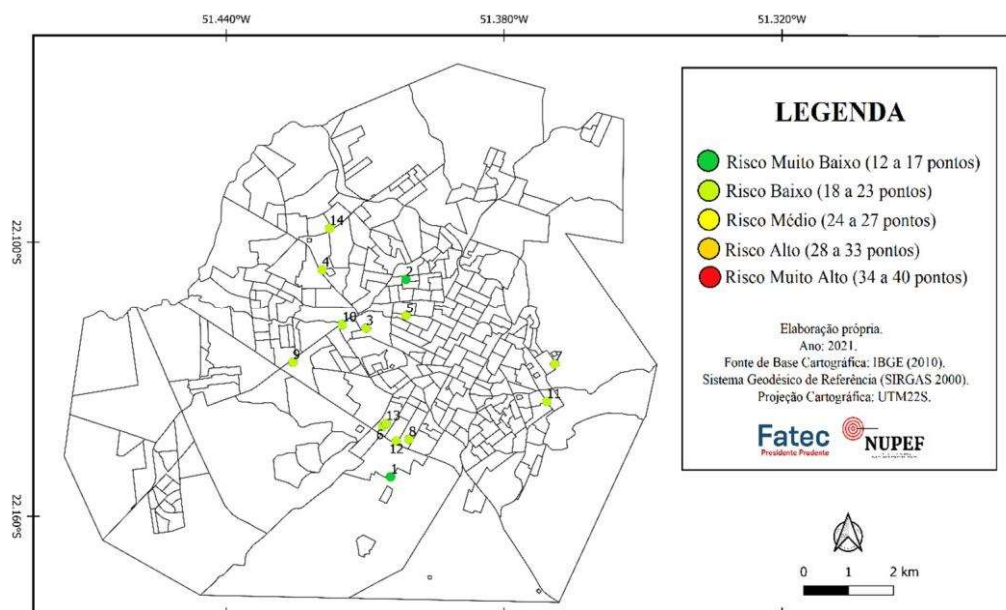 51.440°W
51.380°W
51.320°W
22.100°S
22.160°S
14
4
2
5
10
3
9
7
11
13
6
8
12
1
LEGENDA
Risco Muito Baixo (12 a 17 pontos)
Risco Baixo (18 a 23 pontos)
Risco Médio (24 a 27 pontos)
Risco Alto (28 a 33 pontos)
Risco Muito Alto (34 a 40 pontos)
Elaboração própria.
Ano: 2021.
Fonte de Base Cartográfica: IBGE (2010).
Sistema Geodésico de Referência (SIRGAS 2000).
Projeção Cartográfica: UTM22S.
Fatec
Presidente Prudente
NUPEF
0 1 2 km